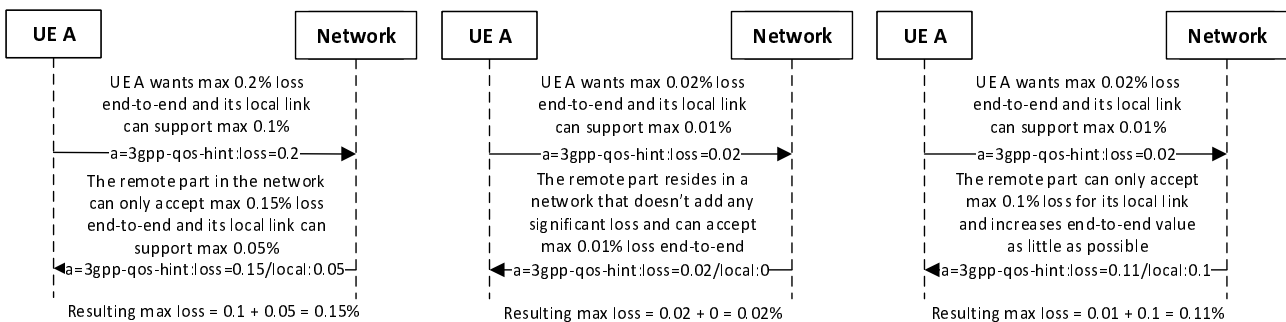 UE A
Network
UE A wants max 0.2% loss
end-to-end and its local link
can support max 0.1%
a=3gpp-qos-hint:loss=0.2
The remote part in the network
can only accept max 0.15% loss
end-to-end and its local link can
support max 0.05%
a=3gpp-qos-hint:loss=0.15/local:0.05
Resulting max loss = 0.1 + 0.05 = 0.15%
UE A
Network
UE A wants max 0.02% loss
end-to-end and its local link
can support max 0.01%
a=3gpp-qos-hint:loss=0.02
The remote part resides in a
network that doesn't add any
significant loss and can accept
max 0.01% loss end-to-end
a=3gpp-qos-hint:loss=0.02/local:0
Resulting max loss = 0.02 + 0 = 0.02%
UE A
Network
UE A wants max 0.02% loss
end-to-end and its local link
can support max 0.01%
a=3gpp-qos-hint:loss=0.02
The remote part can only accept
max 0.1% loss for its local link
and increases end-to-end value
as little as possible
a=3gpp-qos-hint:loss=0.11/local:0.1
Resulting max loss = 0.01 + 0.1 = 0.11%